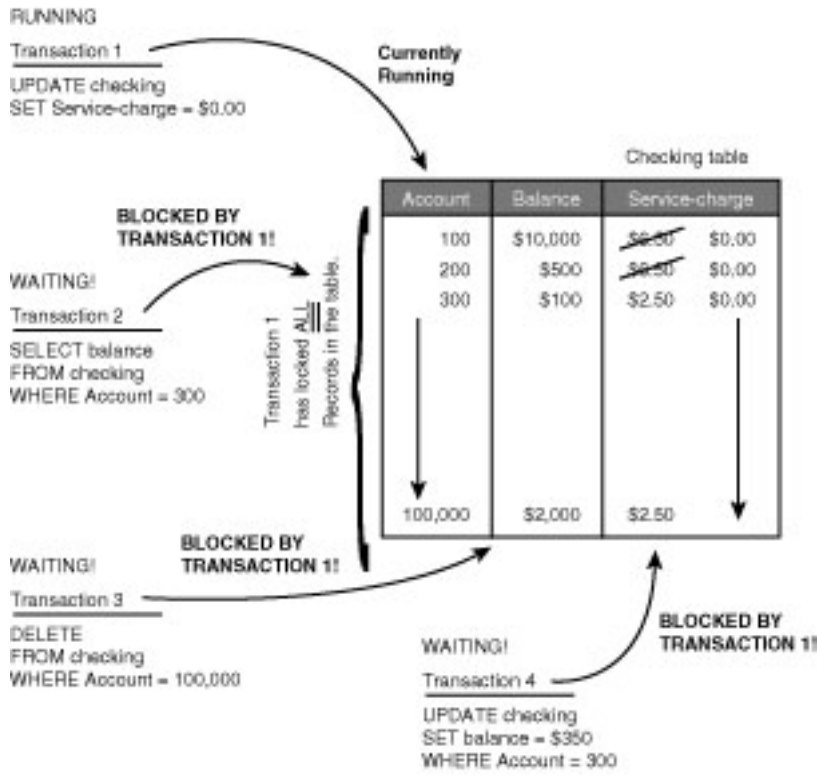 RUNNING
Transaction 1
UPDATE checking
SET Service-charge = $0.00
Currently
Running
Checking table
Account Balance Service-charge
100 $10,000 $0.00
200 $500 $0.00
300 $100 $2.50 $0.00
100,000 $2,000 $2.50
BLOCKED BY
TRANSACTION 1!
WAITING!
Transaction 2
SELECT balance
FROM checking
WHERE Account = 300
Transaction 1
has locked ALL
Records in the table.
BLOCKED BY
TRANSACTION 1!
WAITING!
Transaction 3
DELETE
FROM checking
WHERE Account = 100,000
BLOCKED BY
TRANSACTION 1!
WAITING!
Transaction 4
UPDATE checking
SET balance = $350
WHERE Account = 300